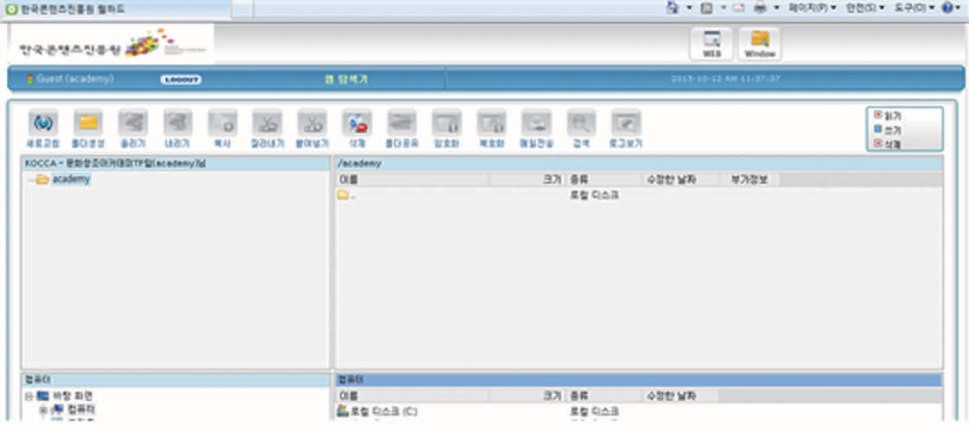 한국콘텐츠진흥원 웹하드
페이지(P) 안전(S) 도구(O)
한국콘텐츠진흥원
WEB Window
Guest (academy) LOGOUT 웹 탐색기 2015-10-12 AM 11:37:37
새로고침 폴더생성 올리기 내리기 복사 잘라내기 붙여넣기 삭제 폴더공유 암호화 복호화 메일전송 검색 로그보기
읽기
쓰기
삭제
KOCCA - 문화창조아카데미TF팀(academy)님
/academy
academy
이름 크기 종류 수정한 날짜 부가정보
.. 로컬 디스크
컴퓨터
컴퓨터
바탕 화면
이름 크기 종류 수정한 날짜
컴퓨터
로컬 디스크 (C) 로컬 디스크